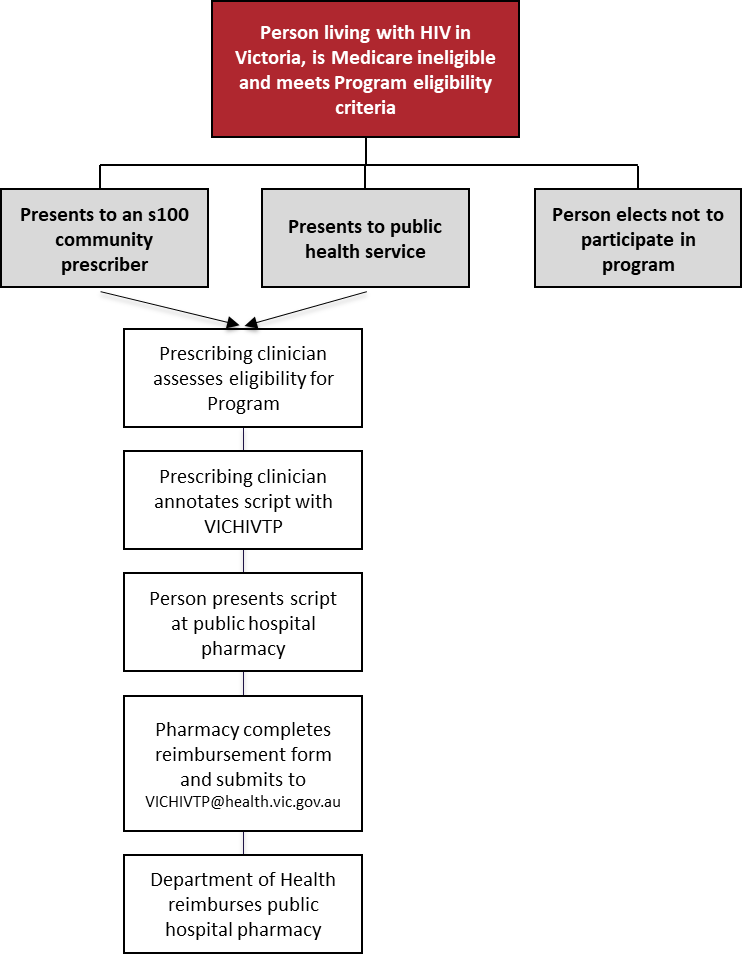 Person living with HIV in
Victoria, is Medicare ineligible
and meets Program eligibility
criteria
Presents to an s100
community
prescriber
Presents to public
health service
Person elects not to
participate in
program
Prescribing clinician
assesses eligibility for
Program
Prescribing clinician
annotates script with
VICHIVTP
Person presents script
at public hospital
pharmacy
Pharmacy completes
reimbursement form
and submits to
VICHIVTP@health.vic.gov.au
Department of Health
reimburses public
hospital pharmacy